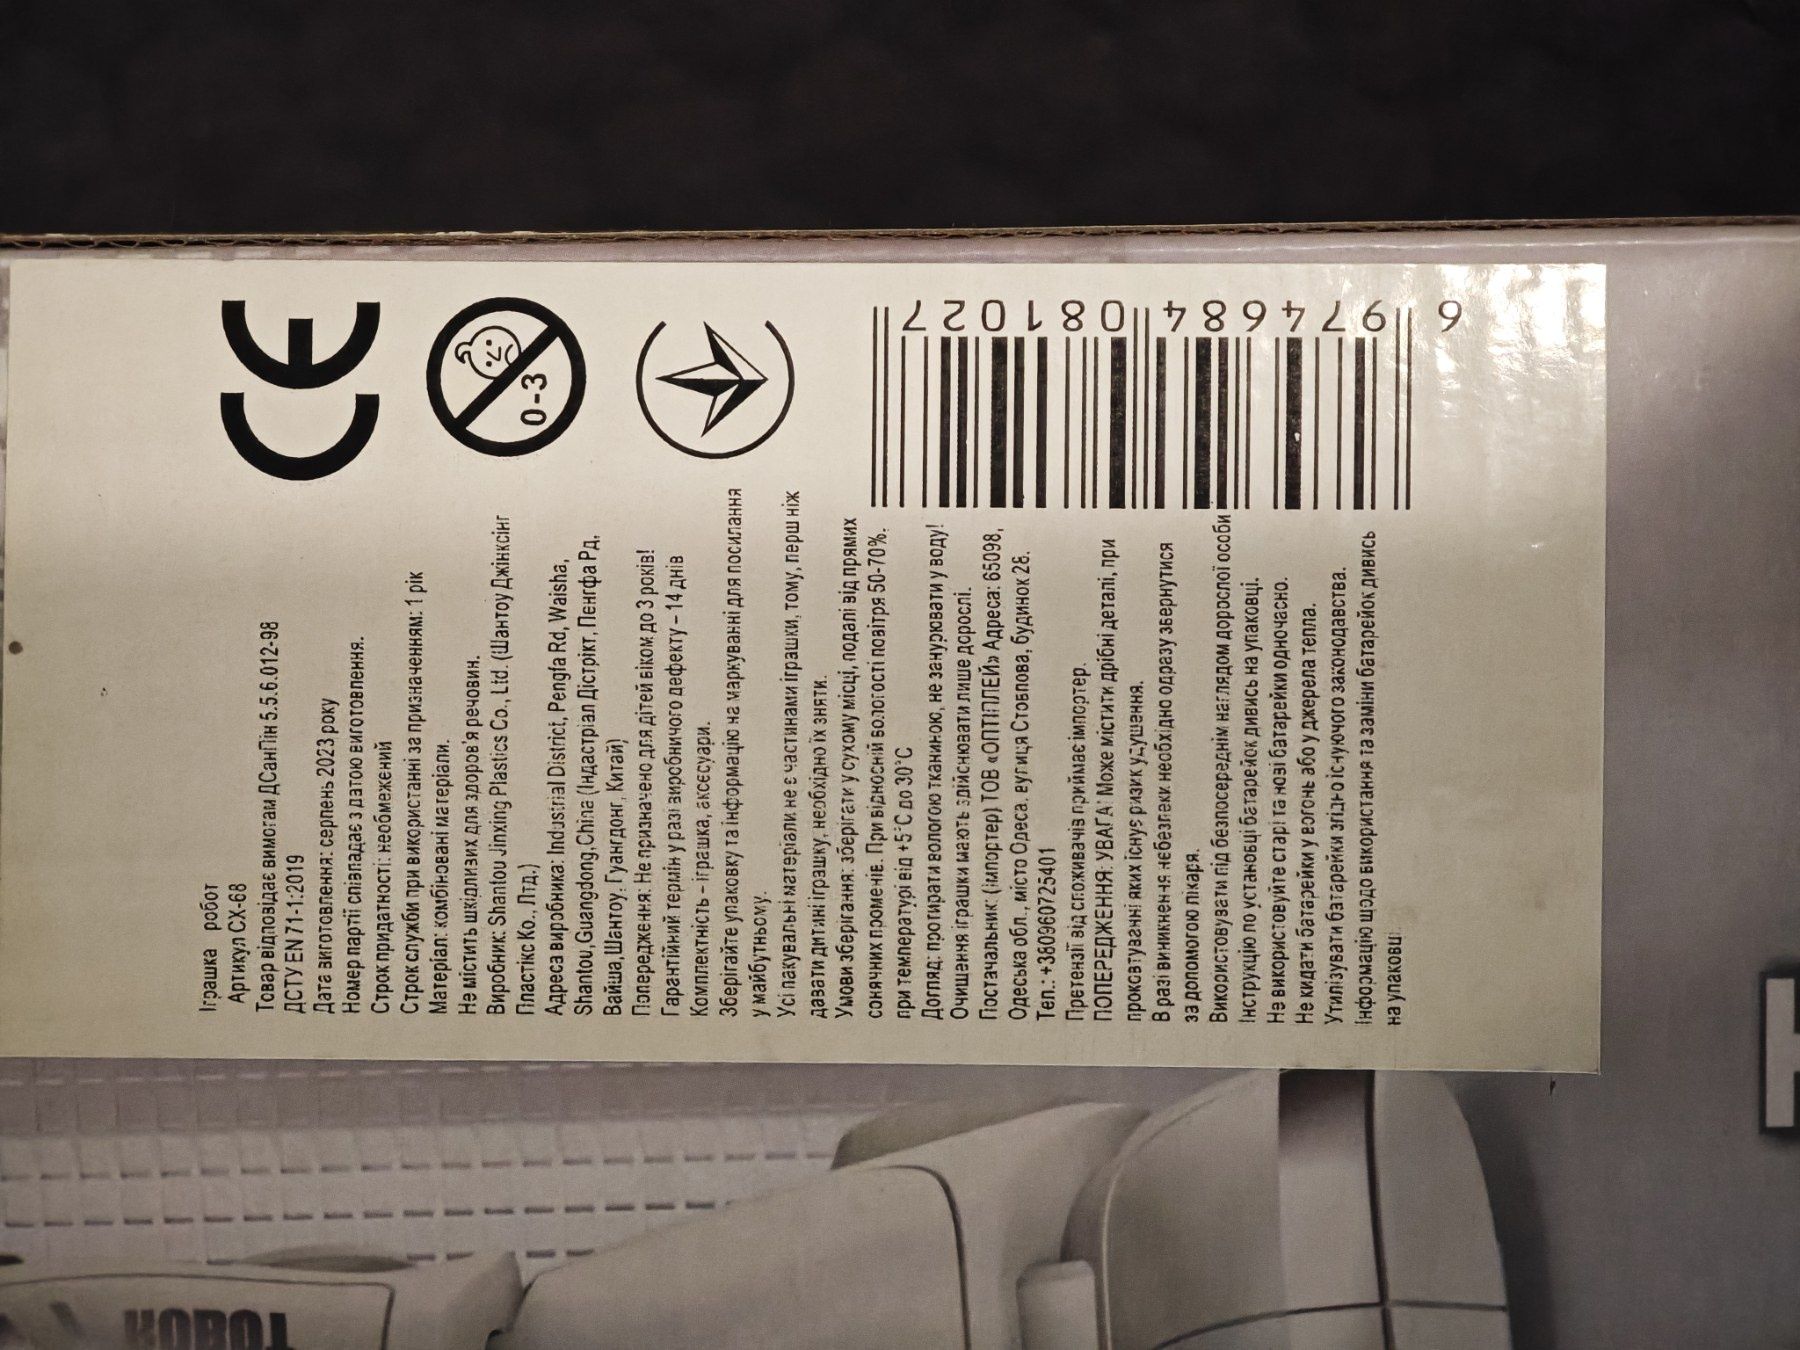 Іграшка робот
Артикул CX-68
Товар відповідає вимогам ДСанПін 5.5.6.012-98
ДСТУ EN 71-1:2019
Дата виготовлення: серпень 2023 року
Номер партії співпадає з датою виготовлення.
Строк придатності: необмежений
Строк служби при використанні за призначенням: 1 рік
Матеріал: комбіновані матеріали.
Не містить шкідливих для здоров'я речовин.
Виробник: Shantou Jinxing Plastics Co., Ltd. (Шантоу Джінксінг
Пластікс Ко., Лтд.)
Адреса виробника: Industrial District, Pengfa Rd, Waisha,
Shantou, Guangdong, China (Індастріал Дістрікт, Пенгфа Рд,
Вайша, Шантоу, Гуангдонг, Китай)
Попередження: Не призначено для дітей віком до 3 років!
Гарантійний термін у разі виробничого дефекту – 14 днів
Комплектність – іграшка, аксесуари.
Зберігайте упаковку та інформацію на маркуванні для посилання
у майбутньому.
Усі пакувальні матеріали не є частинами іграшки, тому, перш ніж
давати дитині іграшку, необхідно їх зняти.
Умови зберігання: зберігати у сухому місці, подалі від прямих
сонячних променів. При відносній вологості повітря 50-70%.
при температурі від +5°C до 30°C
Догляд: протирати вологою тканиною, не занурювати у воду!
Очищення іграшки мають здійснювати лише дорослі.
Постачальник (імпортер) ТОВ «ОПТІПЛЕЙ» Адреса: 65098,
Одеська обл., місто Одеса, вулиця Стовпова, будинок 28.
Тел.: +380960725401
Претензії від споживачів приймає імпортер.
ПОПЕРЕДЖЕННЯ: УВАГА! Може містити дрібні деталі, при
проковтуванні яких існує ризик удушення.
В разі виникнення небезпеки необхідно одразу звернутися
за допомогою лікаря.
Використовувати під безпосереднім наглядом дорослої особи
Інструкцію по установці батарейок дивись на упаковці.
Не використовуйте старі та нові батарейки одночасно.
Не кидати батарейки у вогонь або у джерела тепла.
Утилізувати батарейки згідно існуючого законодавства.
Інформацію щодо використання та заміни батарейок дивись
на упаковці
CE
0-3
6 974684 081027